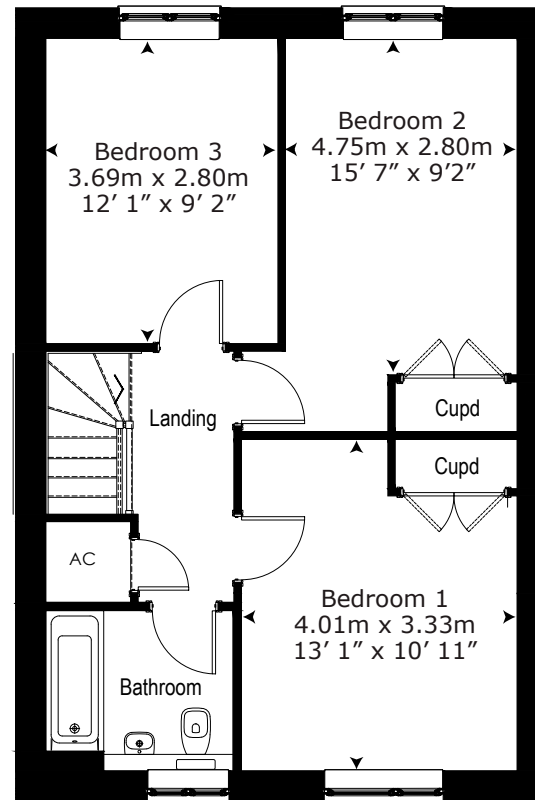 Bedroom 3
3.69m x 2.80m
12’ 1” x 9’ 2”
Bedroom 2
4.75m x 2.80m
15’ 7” x 9’2”
Landing
Cupd
Cupd
AC
Bedroom 1
4.01m x 3.33m
13’ 1” x 10’ 11”
Bathroom